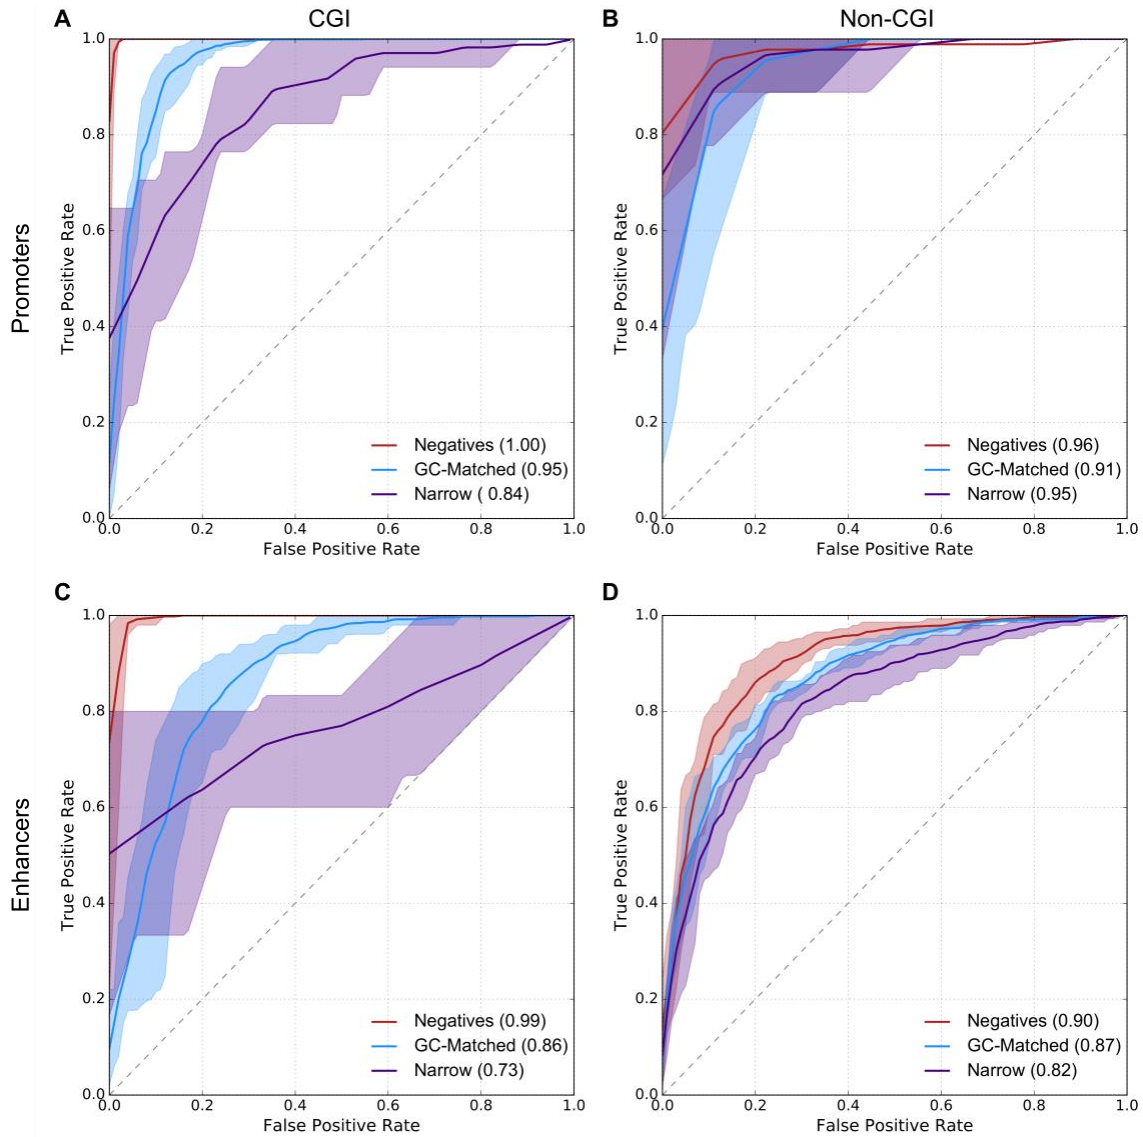 A
CGI
B
Non-CGI
Promoters
True Positive Rate
1.0
0.8
0.6
0.4
0.2
0.0
Negatives (1.00)
GC-Matched (0.95)
Narrow ( 0.84)
0.0 0.2 0.4 0.6 0.8 1.0
False Positive Rate
True Positive Rate
1.0
0.8
0.6
0.4
0.2
0.0
Negatives (0.96)
GC-Matched (0.91)
Narrow (0.95)
0.0 0.2 0.4 0.6 0.8 1.0
False Positive Rate
C
D
Enhancers
True Positive Rate
1.0
0.8
0.6
0.4
0.2
0.0
Negatives (0.99)
GC-Matched (0.86)
Narrow (0.73)
0.0 0.2 0.4 0.6 0.8 1.0
False Positive Rate
True Positive Rate
1.0
0.8
0.6
0.4
0.2
0.0
Negatives (0.90)
GC-Matched (0.87)
Narrow (0.82)
0.0 0.2 0.4 0.6 0.8 1.0
False Positive Rate